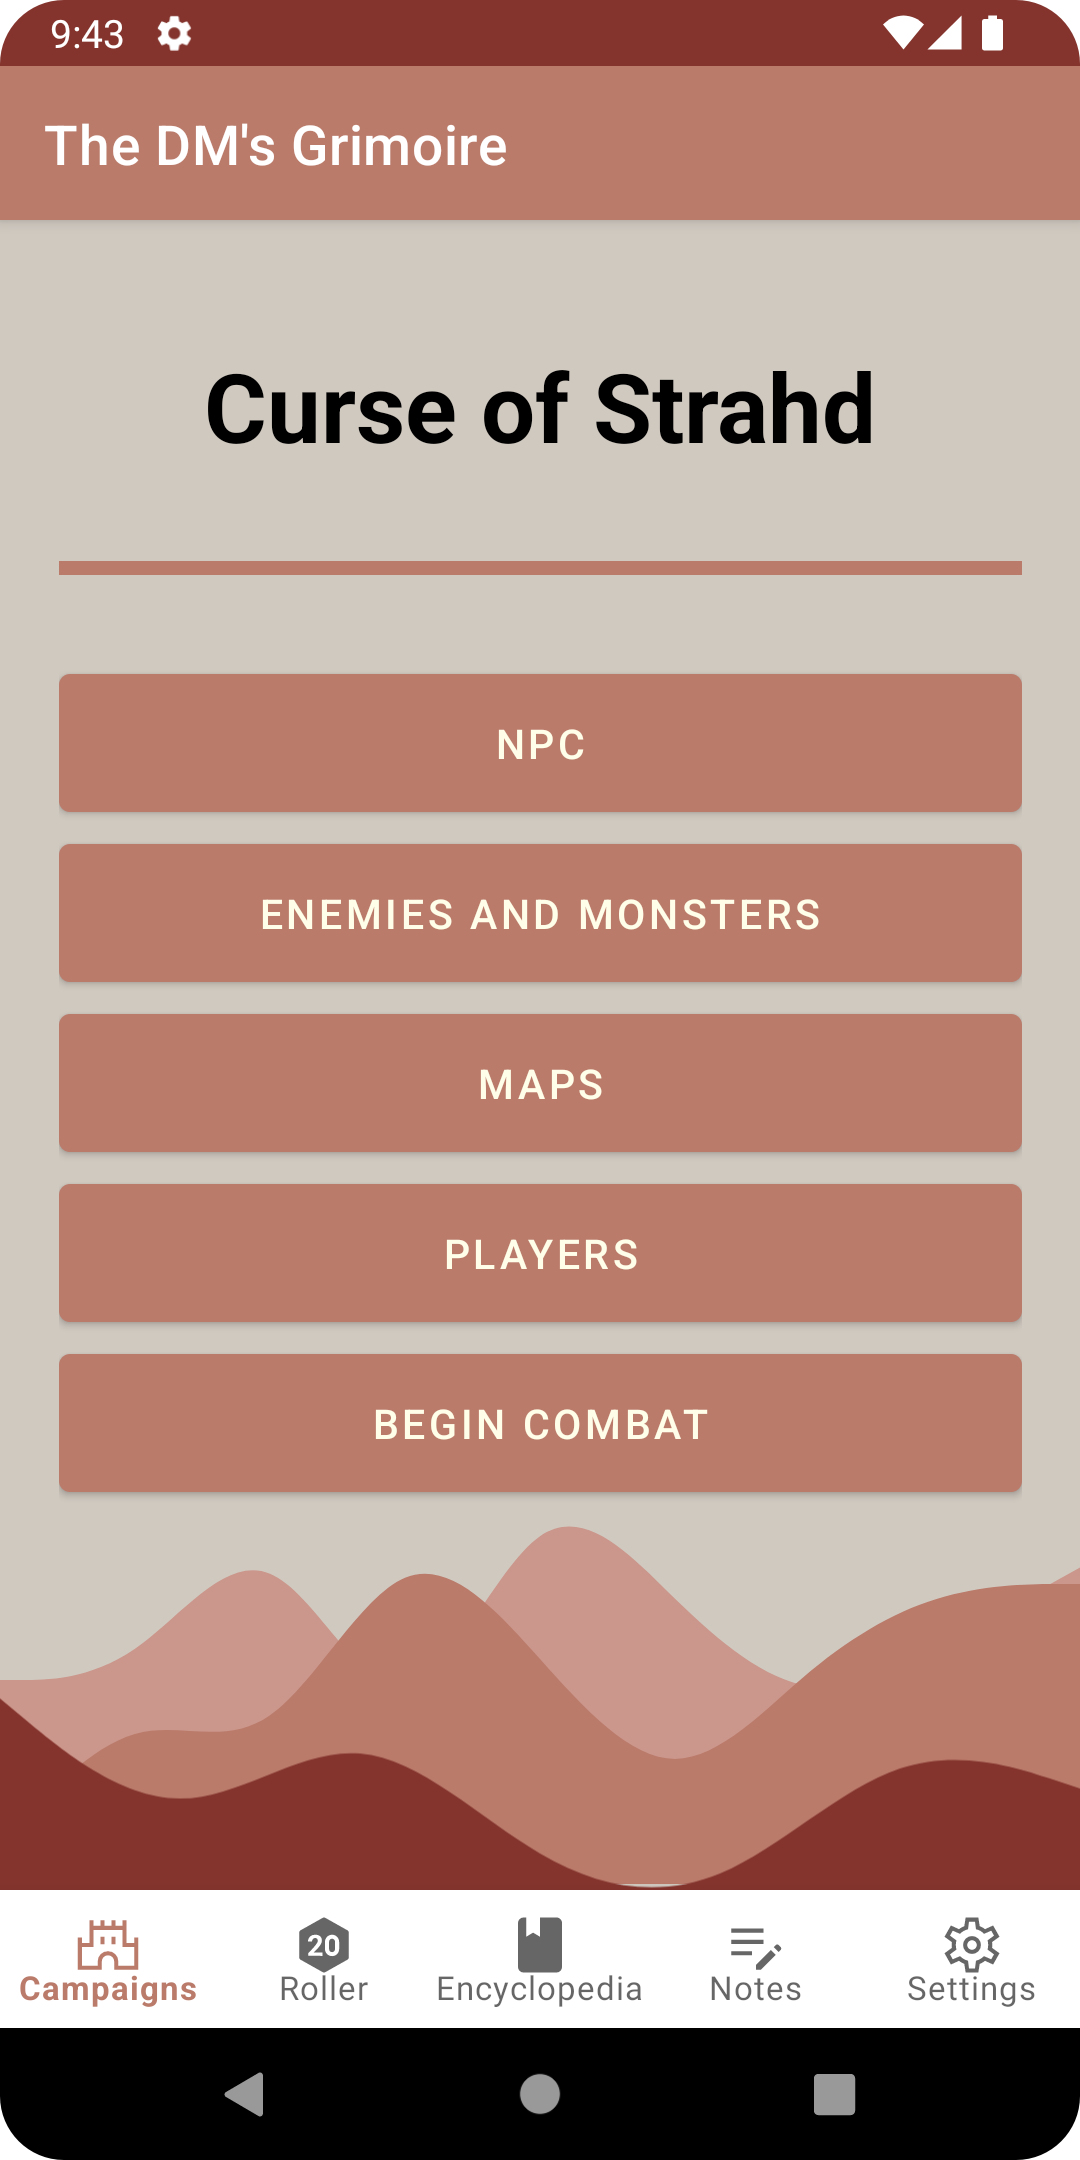 9:43
The DM's Grimoire
Curse of Strahd
NPC
ENEMIES AND MONSTERS
MAPS
PLAYERS
BEGIN COMBAT
20
Campaigns Roller Encyclopedia Notes Settings